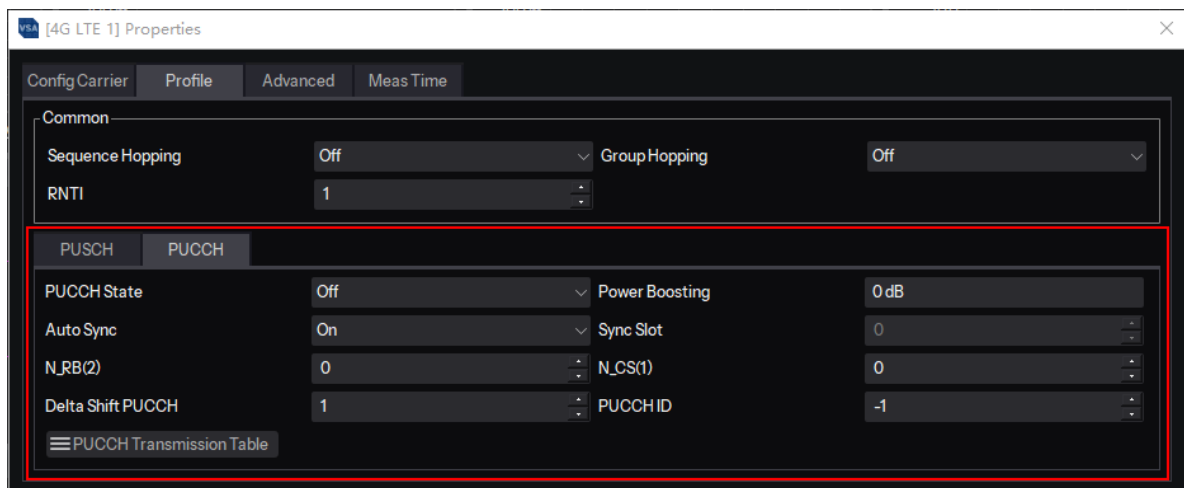 VSA [4G LTE 1] Properties
Config Carrier Profile Advanced Meas Time
Common
Sequence Hopping Off Group Hopping Off
RNTI 1
PUSCH PUCCH
PUCCH State Off Power Boosting 0 dB
Auto Sync On Sync Slot 0
N_RB(2) 0 N_CS(1) 0
Delta Shift PUCCH 1 PUCCH ID -1
PUCCH Transmission Table